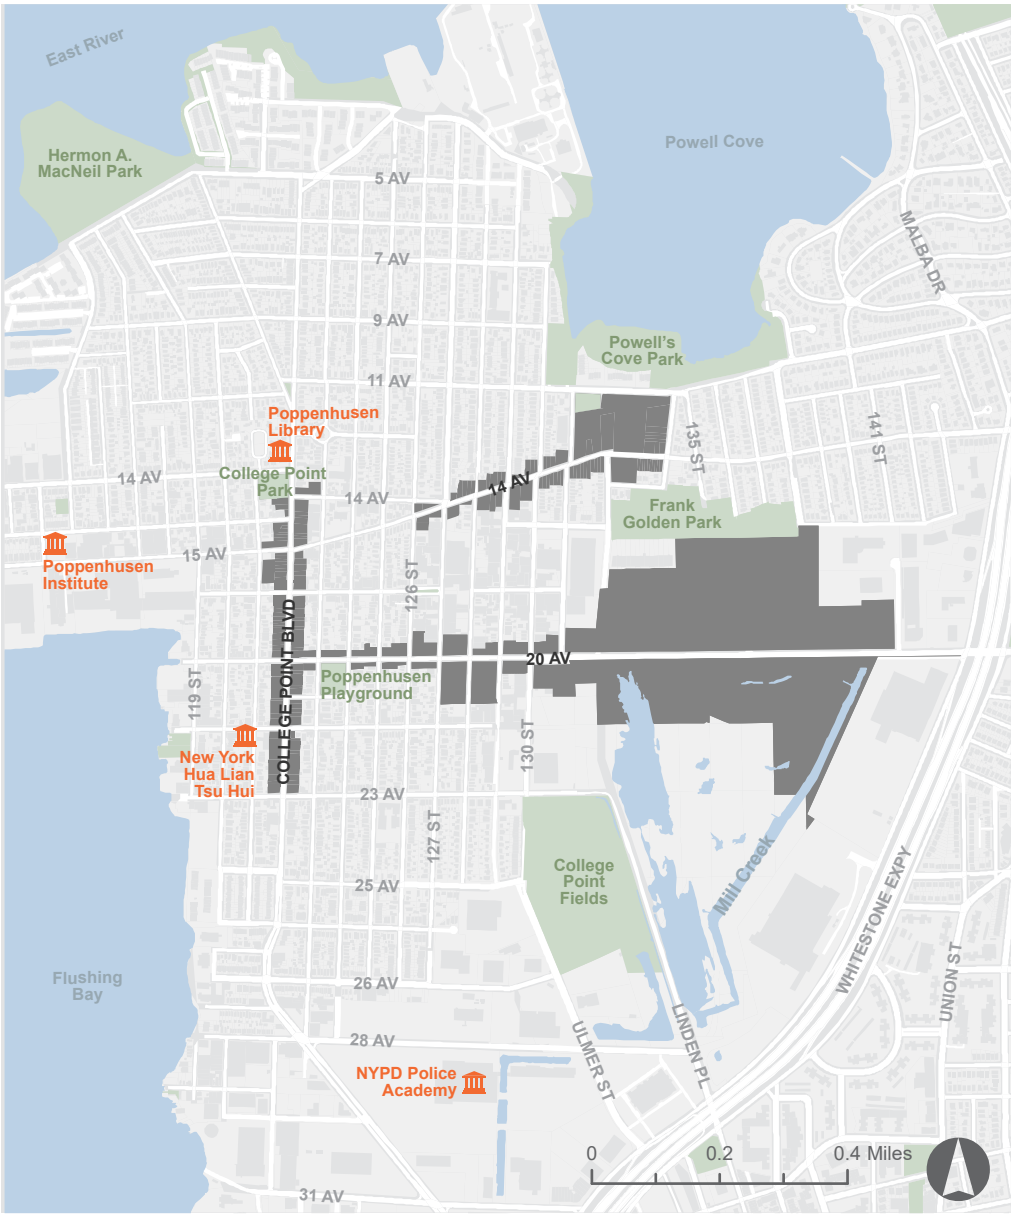 East River
Powell Cove
Hermon A.
MacNeil Park
5 AV
MALBA DR
7 AV
9 AV
Powell's
Cove Park
11 AV
Poppenhusen
Library
135 ST
141 ST
College Point
Park
14 AV
14 AV
14 AV
Frank
Golden Park
15 AV
Poppenhusen
Institute
126 ST
COLLEGE POINT BLVD
20 AV
119 ST
Poppenhusen
Playground
130 ST
New York
Hua Lian
Tsu Hui
23 AV
127 ST
Mill Creek
College
Point
Fields
25 AV
WHITESTONE EXPY
UNION ST
Flushing
Bay
26 AV
28 AV
ULMER ST
LINDEN PL
NYPD Police
Academy
0 0.2 0.4 Miles
31 AV